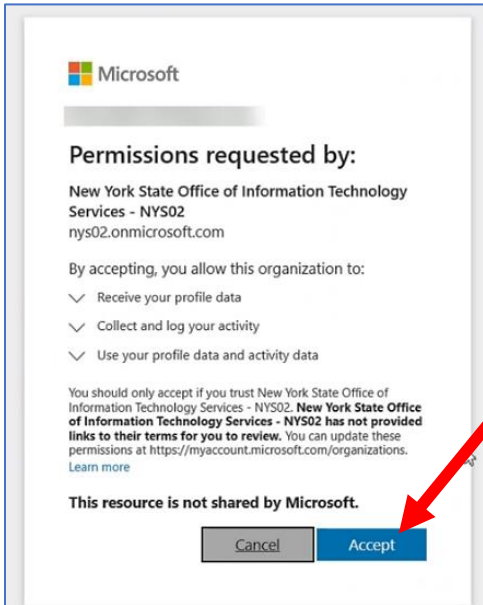 Microsoft
Permissions requested by:
New York State Office of Information Technology
Services - NYS02
nys02.onmicrosoft.com
By accepting, you allow this organization to:
Receive your profile data
Collect and log your activity
Use your profile data and activity data
You should only accept if you trust New York State Office of
Information Technology Services - NYS02. New York State Office
of Information Technology Services - NYS02 has not provided
links to their terms for you to review. You can update these
permissions at https://myaccount.microsoft.com/organizations.
Learn more
This resource is not shared by Microsoft.
Cancel Accept